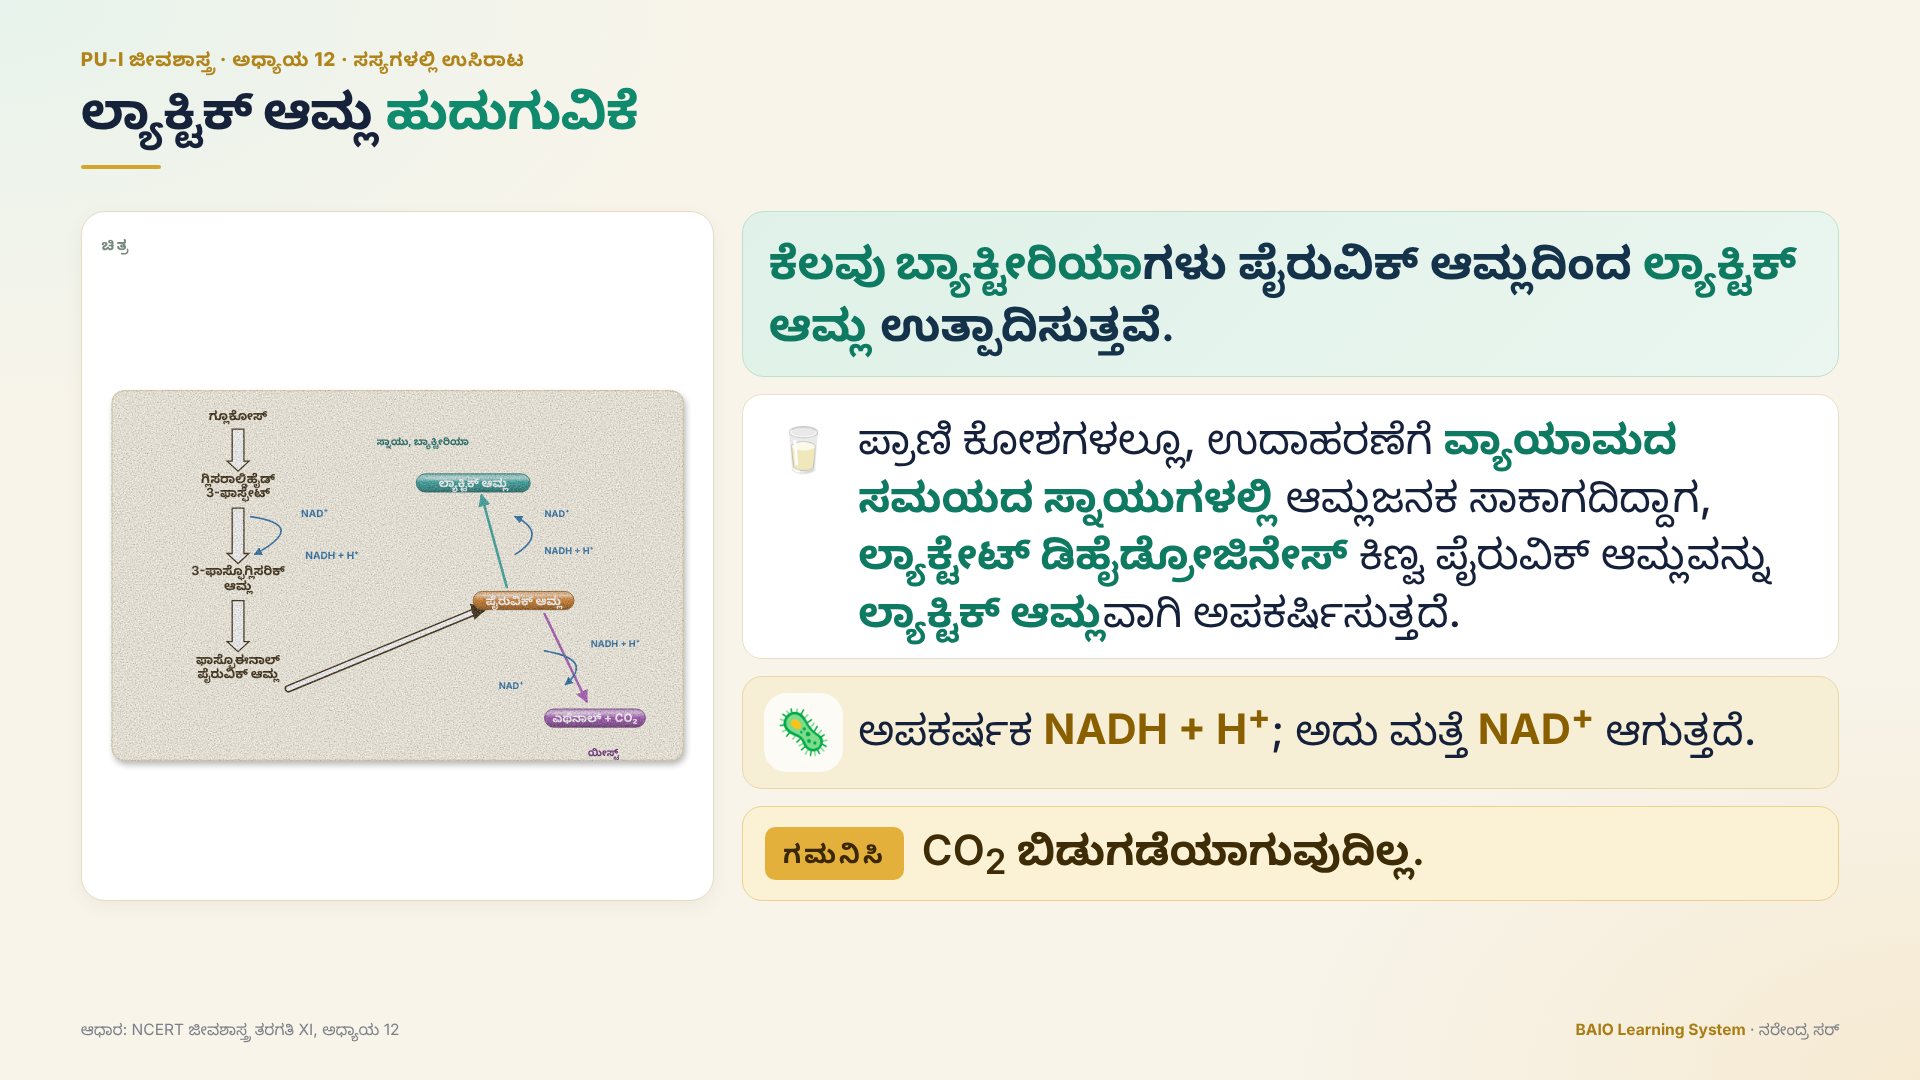 PU-I ಜೀವಶಾಸ್ತ್ರ · ಅಧ್ಯಾಯ 12 · ಸಸ್ಯಗಳಲ್ಲಿ ಉಸಿರಾಟ
ಲ್ಯಾಕ್ಟಿಕ್ ಆಮ್ಲ ಹುದುಗುವಿಕೆ
ಚಿತ್ರ
ಗ್ಲೂಕೋಸ್
ಗ್ಲಿಸರಾಲ್ಡಿಹೈಡ್
3-ಫಾಸ್ಫೇಟ್
NAD⁺
NADH + H⁺
3-ಫಾಸ್ಫೊಗ್ಲಿಸರಿಕ್
ಆಮ್ಲ
ಫಾಸ್ಫೊಈನಾಲ್
ಪೈರುವಿಕ್ ಆಮ್ಲ
ಸ್ನಾಯು, ಬ್ಯಾಕ್ಟೀರಿಯಾ
ಲ್ಯಾಕ್ಟಿಕ್ ಆಮ್ಲ
NAD⁺
NADH + H⁺
ಪೈರುವಿಕ್ ಆಮ್ಲ
NADH + H⁺
NAD⁺
ಎಥೆನಾಲ್ + CO₂
ಯೀಸ್ಟ್
ಕೆಲವು ಬ್ಯಾಕ್ಟೀರಿಯಾಗಳು ಪೈರುವಿಕ್ ಆಮ್ಲದಿಂದ ಲ್ಯಾಕ್ಟಿಕ್
ಆಮ್ಲ ಉತ್ಪಾದಿಸುತ್ತವೆ.
ಪ್ರಾಣಿ ಕೋಶಗಳಲ್ಲೂ, ಉದಾಹರಣೆಗೆ ವ್ಯಾಯಾಮದ
ಸಮಯದ ಸ್ನಾಯುಗಳಲ್ಲಿ ಆಮ್ಲಜನಕ ಸಾಕಾಗದಿದ್ದಾಗ,
ಲ್ಯಾಕ್ಟೇಟ್ ಡಿಹೈಡ್ರೋಜಿನೇಸ್ ಕಿಣ್ವ ಪೈರುವಿಕ್ ಆಮ್ಲವನ್ನು
ಲ್ಯಾಕ್ಟಿಕ್ ಆಮ್ಲವಾಗಿ ಅಪಕರ್ಷಿಸುತ್ತದೆ.
ಅಪಕರ್ಷಕ NADH + H⁺; ಅದು ಮತ್ತೆ NAD⁺ ಆಗುತ್ತದೆ.
ಗಮನಿಸಿ CO₂ ಬಿಡುಗಡೆಯಾಗುವುದಿಲ್ಲ.
ಆಧಾರ: NCERT ಜೀವಶಾಸ್ತ್ರ ತರಗತಿ XI, ಅಧ್ಯಾಯ 12
BAIO Learning System · ನರೇಂದ್ರ ಸರ್